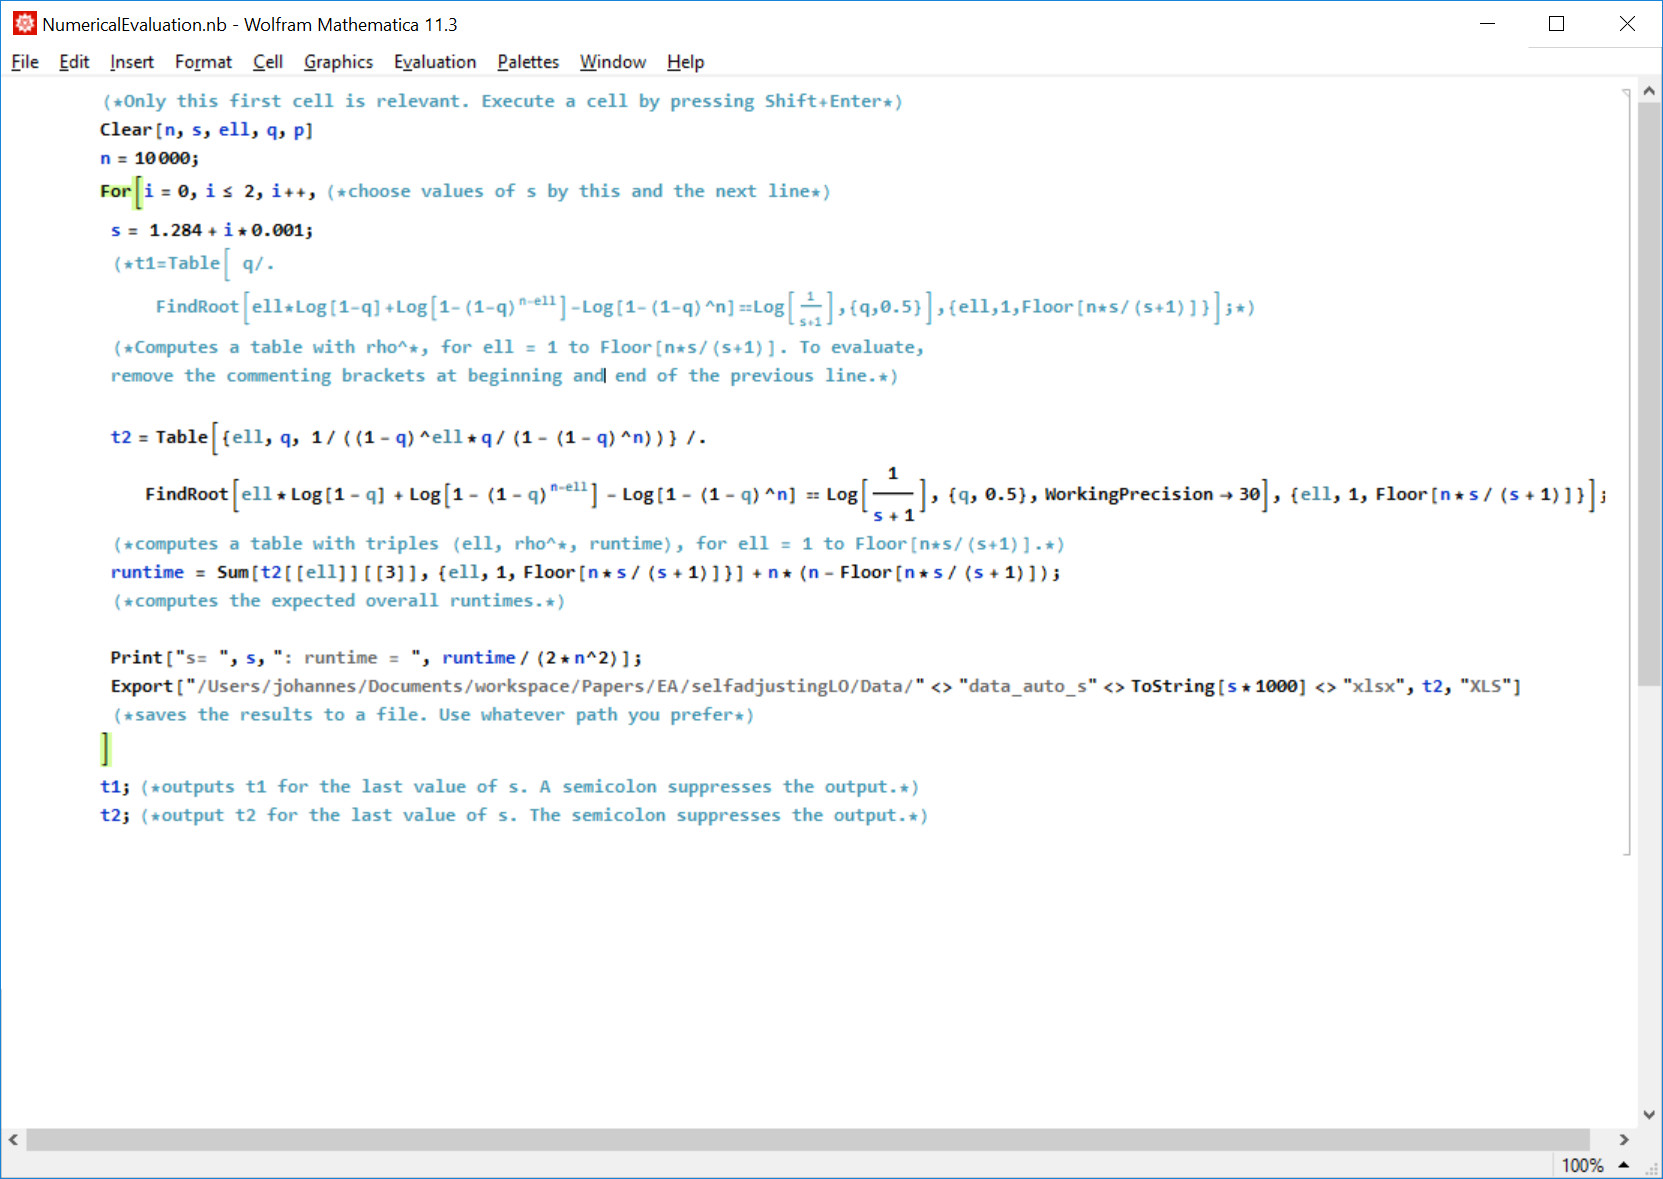 NumericalEvaluation.nb - Wolfram Mathematica 11.3
File Edit Insert Format Cell Graphics Evaluation Palettes Window Help
(*Only this first cell is relevant. Execute a cell by pressing Shift+Enter*)
Clear[n, s, ell, q, p]
n = 10000;
For[i = 0, i ≤ 2, i++, (*choose values of s by this and the next line*)
s = 1.284 + i*0.001;
(*t1=Table[ q/.
FindRoot[ell*Log[1-q]+Log[1-(1-q)^(n-ell)]-Log[1-(1-q)^n]==Log[1/(s+1)],{q,0.5}],{ell,1,Floor[n*s/(s+1)]}];*)
(*Computes a table with rho^*, for ell = 1 to Floor[n*s/(s+1)]. To evaluate,
remove the commenting brackets at beginning and end of the previous line.*)
t2 = Table[{ell, q, 1/((1-q)^ell*q/(1-(1-q)^n))} /.
FindRoot[ell*Log[1-q] + Log[1-(1-q)^(n-ell)] - Log[1-(1-q)^n] == Log[1/(s+1)], {q, 0.5}, WorkingPrecision → 30], {ell, 1, Floor[n*s/(s+1)]}];
(*computes a table with triples (ell, rho^*, runtime), for ell = 1 to Floor[n*s/(s+1)].*)
runtime = Sum[t2[[ell]][[3]], {ell, 1, Floor[n*s/(s+1)]}] + n*(n - Floor[n*s/(s+1)]);
(*computes the expected overall runtimes.*)
Print["s= ", s, ": runtime = ", runtime/(2*n^2)];
Export["/Users/johannes/Documents/workspace/Papers/EA/selfadjustingLO/Data/" <> "data_auto_s" <> ToString[s*1000] <> "xlsx", t2, "XLS"]
(*saves the results to a file. Use whatever path you prefer*)
]
t1; (*outputs t1 for the last value of s. A semicolon suppresses the output.*)
t2; (*output t2 for the last value of s. The semicolon suppresses the output.*)
100%